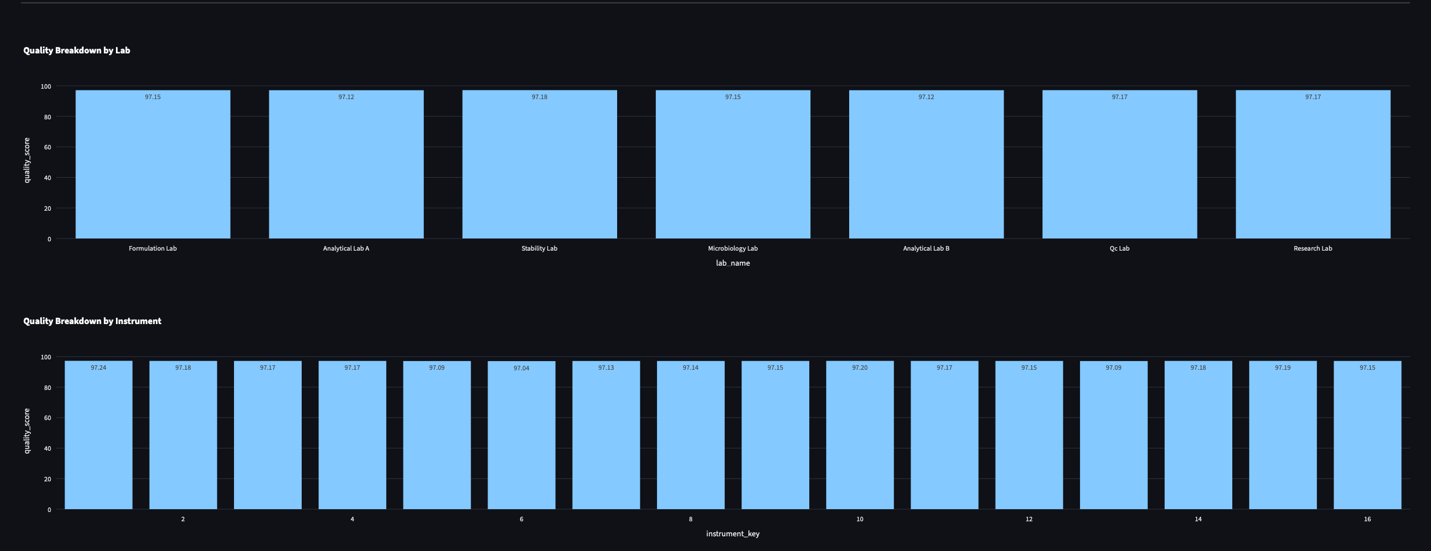 Quality Breakdown by Lab
100
80
60
40
20
0
quality_score
97.15 97.12 97.18 97.15 97.12 97.17 97.17
Formulation Lab Analytical Lab A Stability Lab Microbiology Lab Analytical Lab B Qc Lab Research Lab
lab_name
Quality Breakdown by Instrument
100
80
60
40
20
0
quality_score
97.24 97.18 97.17 97.17 97.09 97.04 97.13 97.14 97.15 97.20 97.17 97.15 97.09 97.18 97.19 97.15
2 4 6 8 10 12 14 16
instrument_key